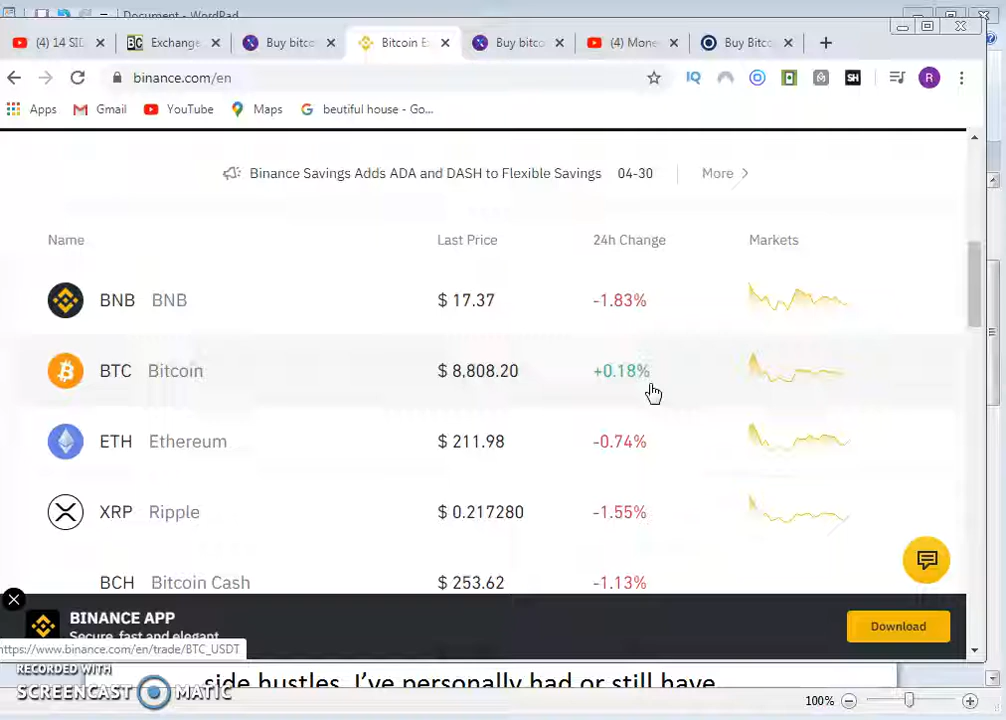 Document - WordPad
(4) 14 SID
Exchange
Buy bitco
Bitcoin E
Buy bitco
(4) Mone
Buy Bitco
binance.com/en
IQ
SH
R
Apps
Gmail
YouTube
Maps
beutiful house - Go...
Binance Savings Adds ADA and DASH to Flexible Savings 04-30 More
Name Last Price 24h Change Markets
BNB BNB $ 17.37 -1.83%
BTC Bitcoin $ 8,808.20 +0.18%
ETH Ethereum $ 211.98 -0.74%
XRP Ripple $ 0.217280 -1.55%
BCH Bitcoin Cash $ 253.62 -1.13%
BINANCE APP
Secure, fast and elegant
Download
https://www.binance.com/en/trade/BTC_USDT
RECORDED WITH
SCREENCAST MATIC
side hustles. I've personally had or still have
100%